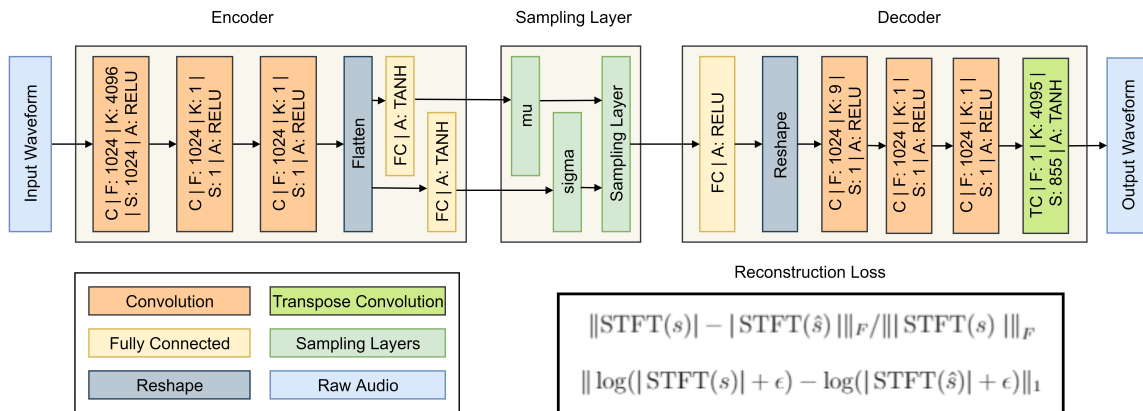 Encoder
Sampling Layer
Decoder
Input Waveform
C | F: 1024 | K: 4096
| S: 1024 | A: RELU
C | F: 1024 | K: 1 |
S: 1 | A: RELU
C | F: 1024 | K: 1 |
S: 1 | A: RELU
Flatten
FC | A: TANH
FC | A: TANH
mu
sigma
Sampling Layer
FC | A: RELU
Reshape
C | F: 1024 | K: 9 |
S: 1 | A: RELU
C | F: 1024 | K: 1 |
S: 1 | A: RELU
C | F: 1024 | K: 1 |
S: 1 | A: RELU
TC | F: 1 | K: 4095 |
S: 855 | A: TANH
Output Waveform
Convolution
Transpose Convolution
Fully Connected
Sampling Layers
Reshape
Raw Audio
Reconstruction Loss
‖STFT(s)| − | STFT(ŝ) |‖_F/‖| STFT(s) |‖_F
‖ log(| STFT(s)| + ϵ) − log(| STFT(ŝ)| + ϵ)‖₁